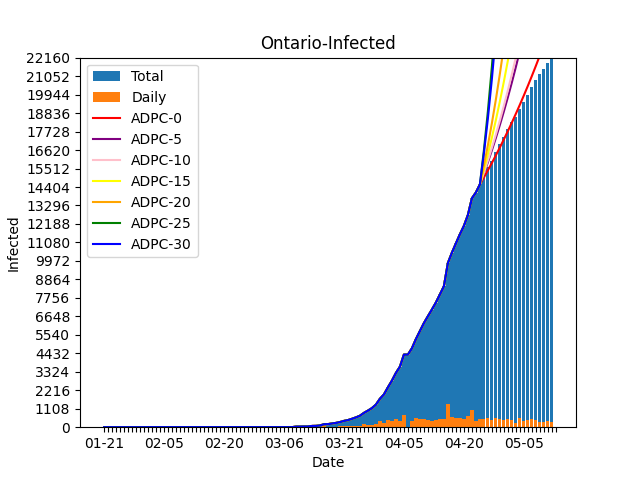 Ontario-Infected
22160
21052
19944
18836
17728
16620
15512
14404
13296
12188
11080
9972
8864
7756
6648
5540
4432
3324
2216
1108
0
Infected
Total
Daily
ADPC-0
ADPC-5
ADPC-10
ADPC-15
ADPC-20
ADPC-25
ADPC-30
01-21 02-05 02-20 03-06 03-21 04-05 04-20 05-05
Date